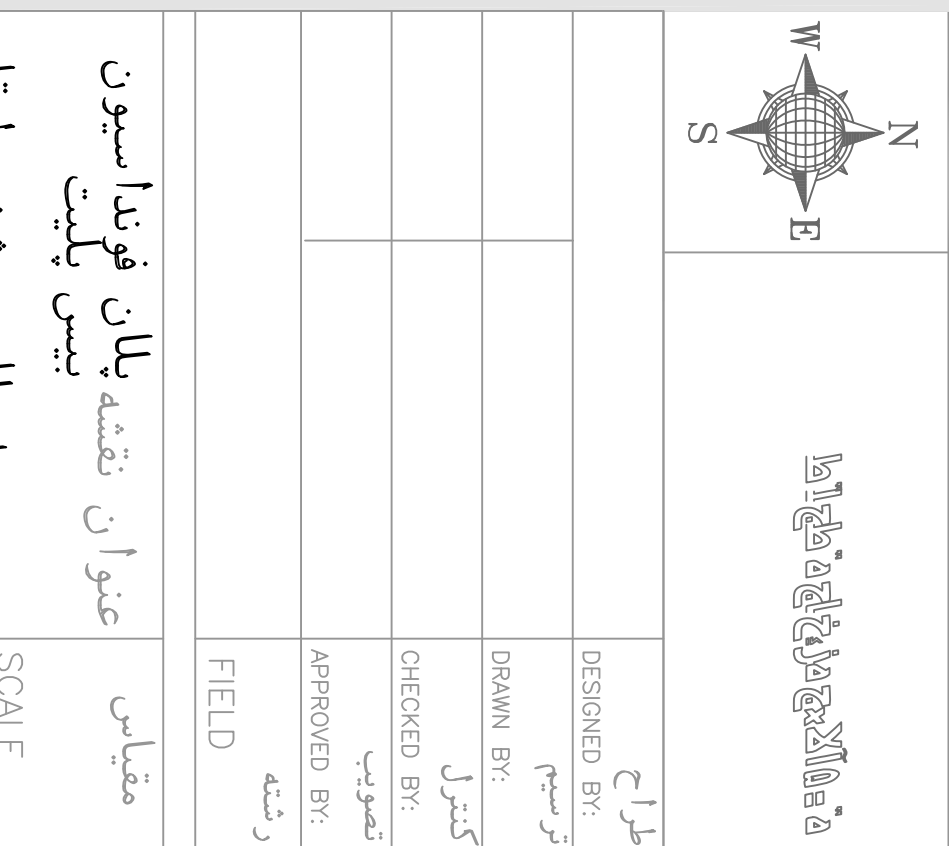 W
N
S
E
طراح
DESIGNED BY:
ترسیم
DRAWN BY:
کنترل
CHECKED BY:
تصویب
APPROVED BY:
رشته
FIELD
عنوان نقشه
پلان فونداسیون
بیس پلیت
مقیاس
SCALE